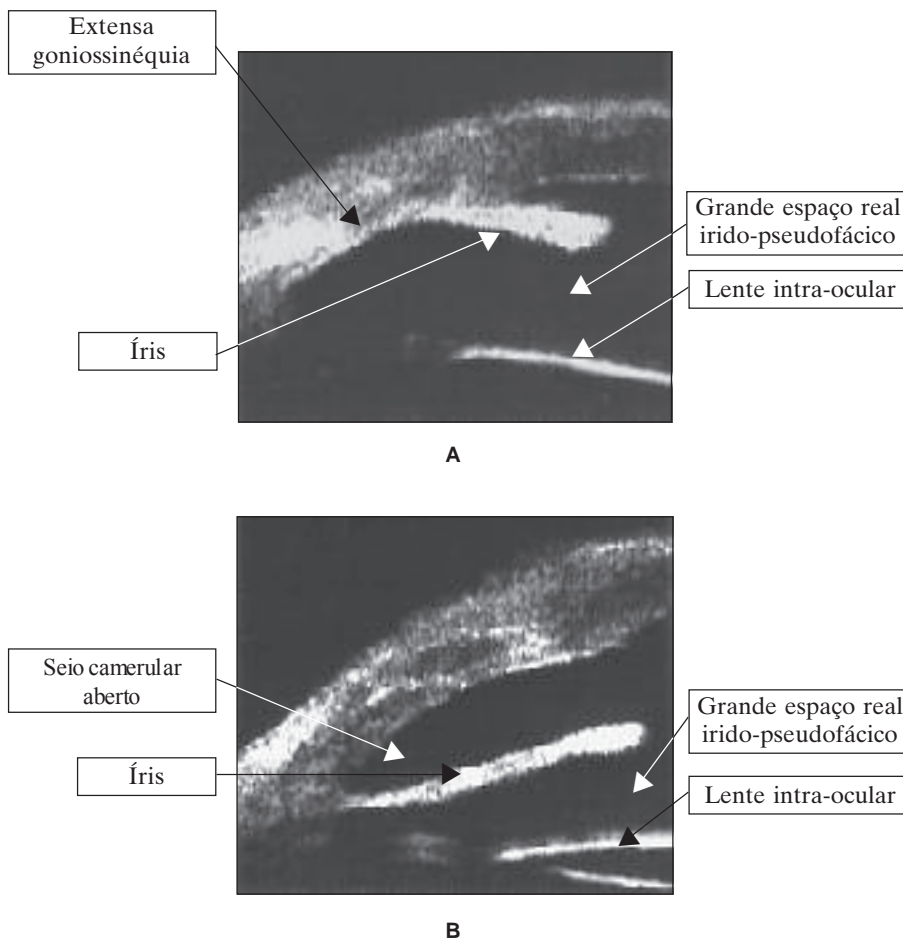 Extensa
goniossinéquia
Grande espaço real
irido-pseudofácico
Lente intra-ocular
Íris
A
Seio camerular
aberto
Grande espaço real
irido-pseudofácico
Íris
Lente intra-ocular
B